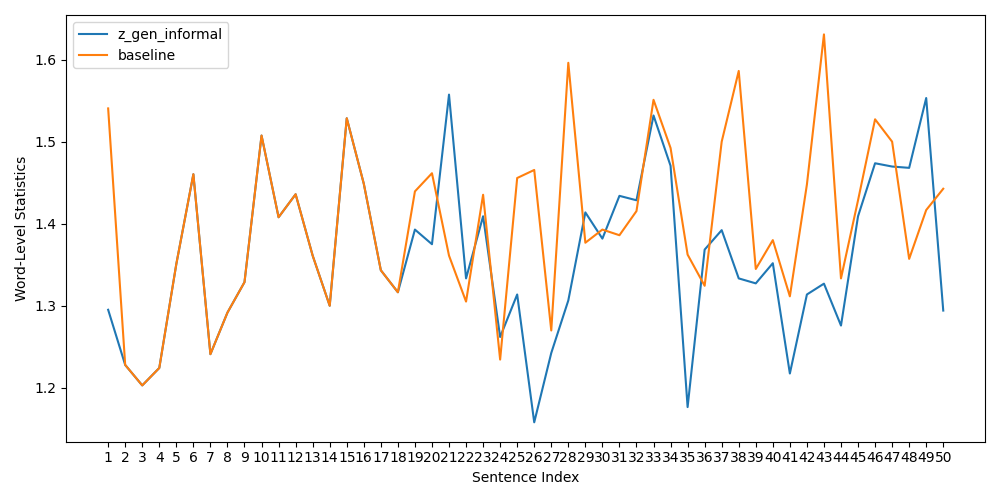 z_gen_informal
baseline
Word-Level Statistics
1.6
1.5
1.4
1.3
1.2
1 2 3 4 5 6 7 8 9 10 11 12 13 14 15 16 17 18 19 20 21 22 23 24 25 26 27 28 29 30 31 32 33 34 35 36 37 38 39 40 41 42 43 44 45 46 47 48 49 50
Sentence Index